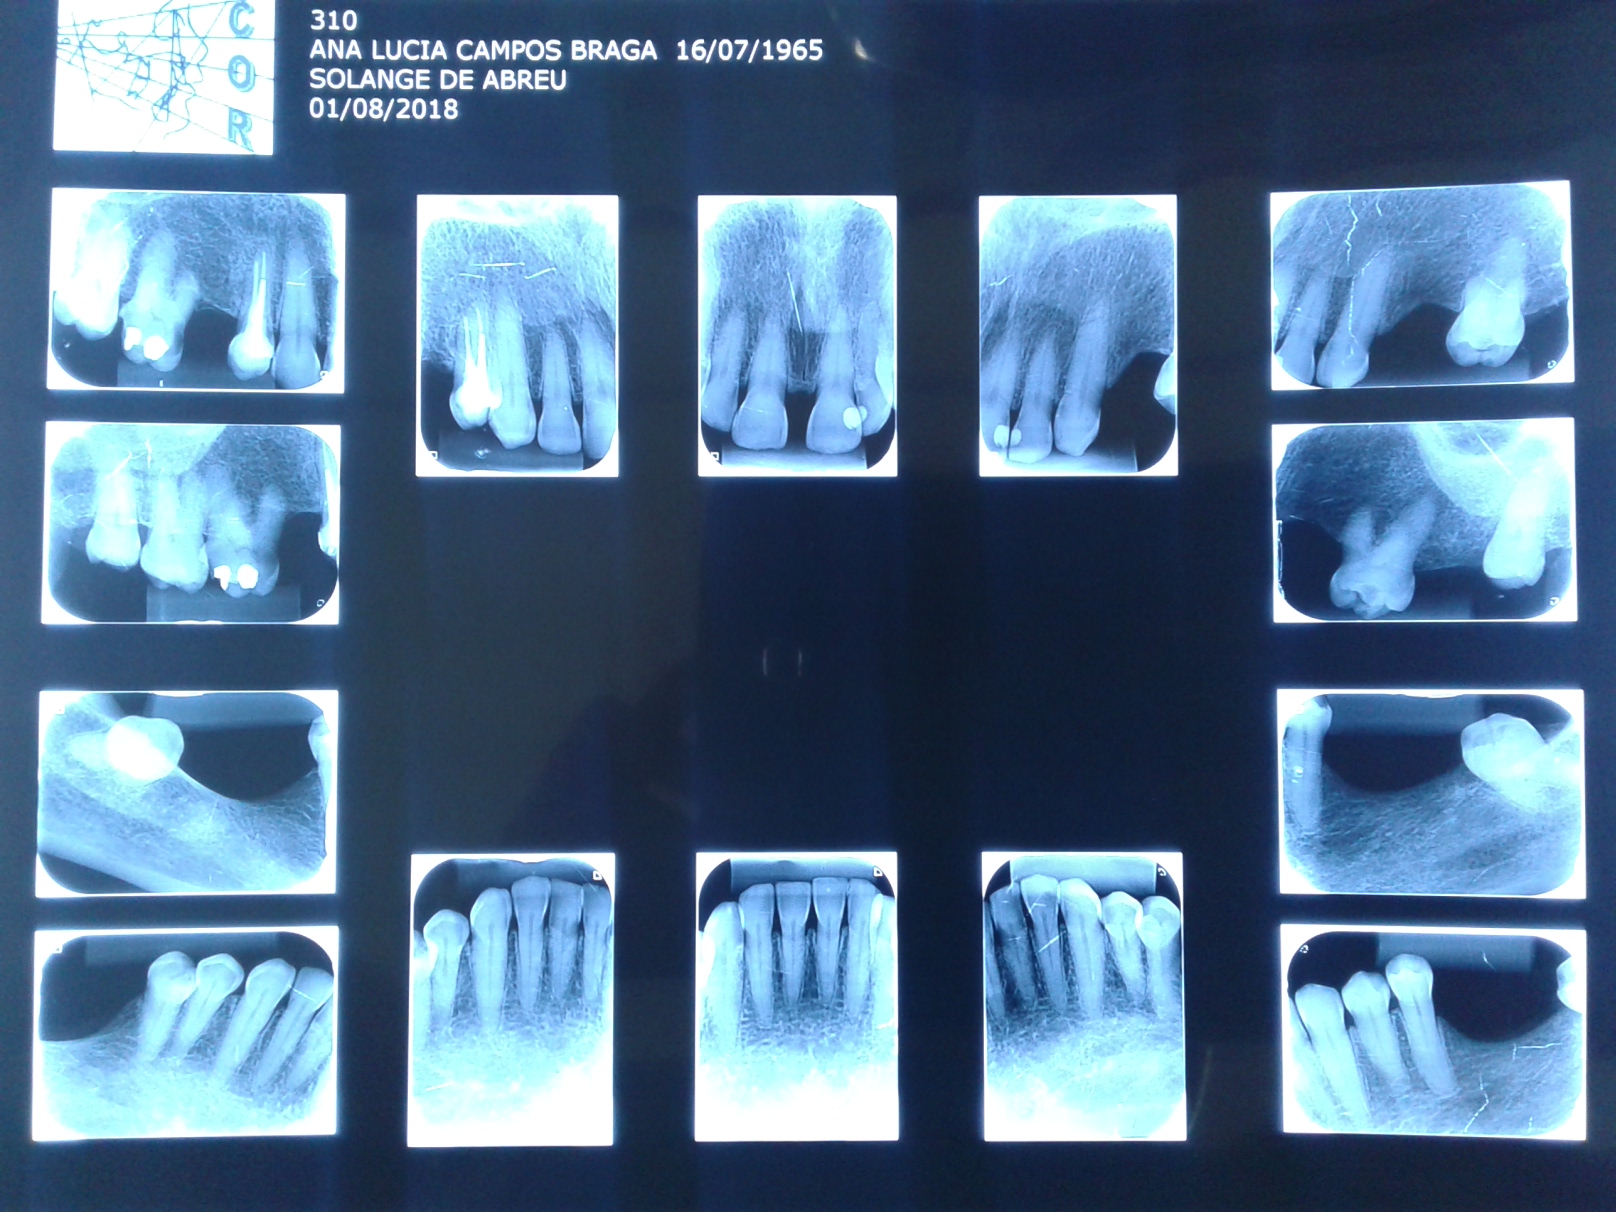 COR
310
ANA LUCIA CAMPOS BRAGA 16/07/1965
SOLANGE DE ABREU
01/08/2018